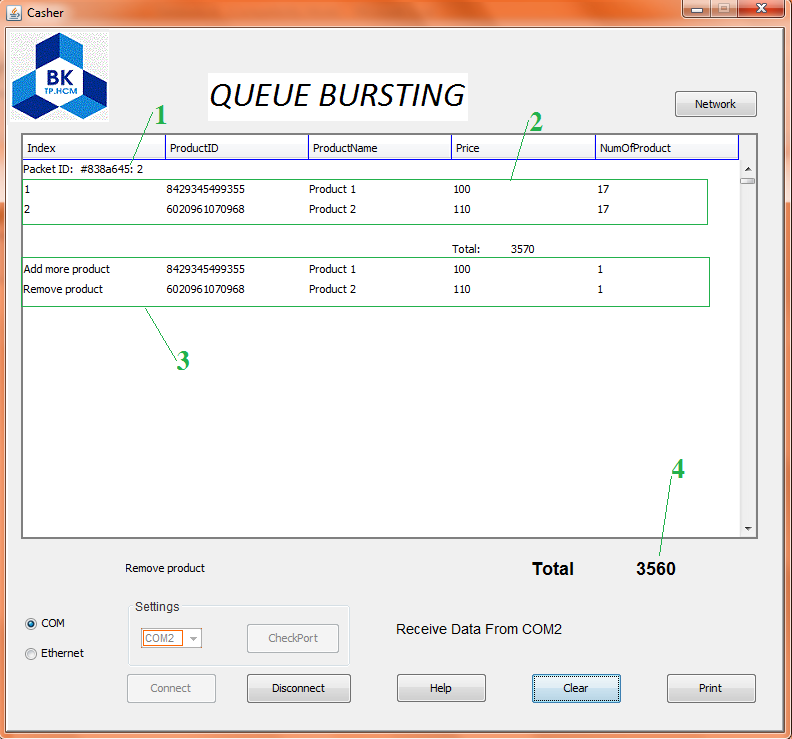 Casher
BK
TP.HCM
QUEUE BURSTING
Network
1
2
Index ProductID ProductName Price NumOfProduct
Packet ID: #838a645: 2
1 8429345499355 Product 1 100 17
2 6020961070968 Product 2 110 17
Total: 3570
Add more product 8429345499355 Product 1 100 1
Remove product 6020961070968 Product 2 110 1
3
4
Remove product Total 3560
Settings
COM COM2 CheckPort Receive Data From COM2
Ethernet
Connect Disconnect Help Clear Print